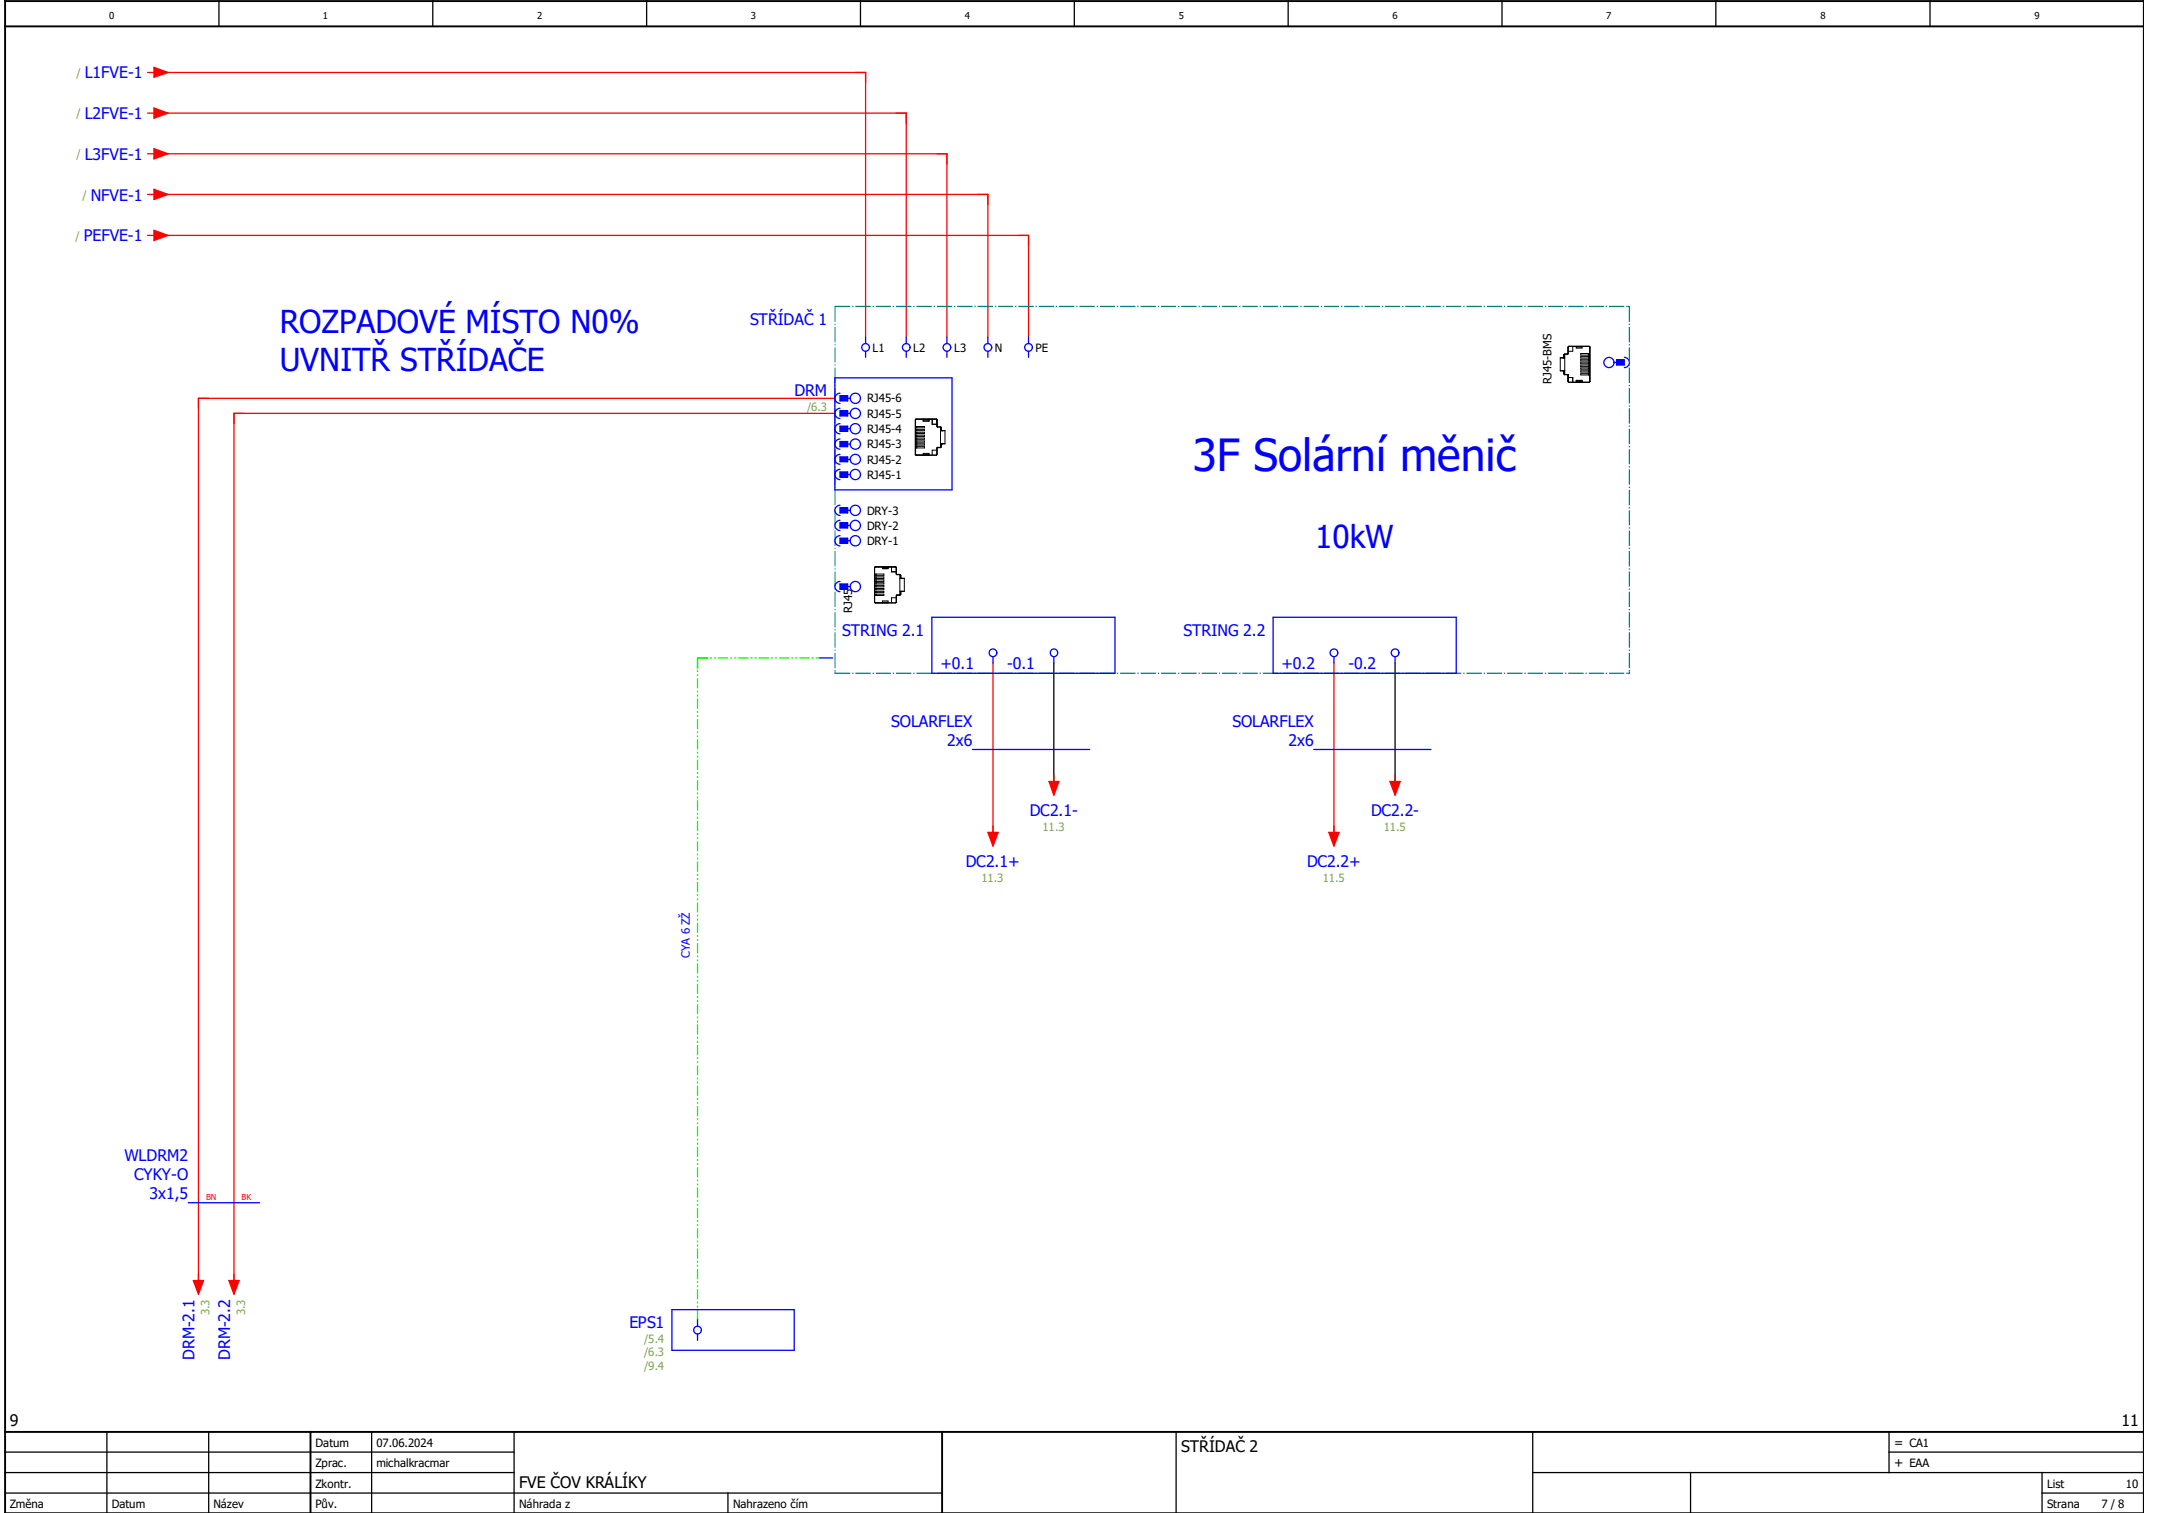 0 1 2 3 4 5 6 7 8 9
/ L1FVE-1
/ L2FVE-1
/ L3FVE-1
/ NFVE-1
/ PEFVE-1
ROZPADOVÉ MÍSTO N0%
UVNITŘ STŘÍDAČE
STŘÍDAČ 1
L1 L2 L3 N PE
RJ45-BMS
DRM
/6.3
RJ45-6
RJ45-5
RJ45-4
RJ45-3
RJ45-2
RJ45-1
3F Solární měnič
10kW
DRY-3
DRY-2
DRY-1
RJ45
STRING 2.1
+0.1 -0.1
STRING 2.2
+0.2 -0.2
SOLARFLEX
2x6
SOLARFLEX
2x6
DC2.1-
11.3
DC2.1+
11.3
DC2.2-
11.5
DC2.2+
11.5
CYA 6 ZŽ
WLDRM2
CYKY-O
3x1,5
BN BK
DRM-2.1
3.3
DRM-2.2
3.3
EPS1
/5.4
/6.3
/9.4
9
11
Datum 07.06.2024
Zprac. michalkracmar
Zkontr.
Změna Datum Název Pův.
FVE ČOV KRÁLÍKY
Náhrada z Nahrazeno čím
STŘÍDAČ 2
= CA1
+ EAA
List 10
Strana 7 / 8